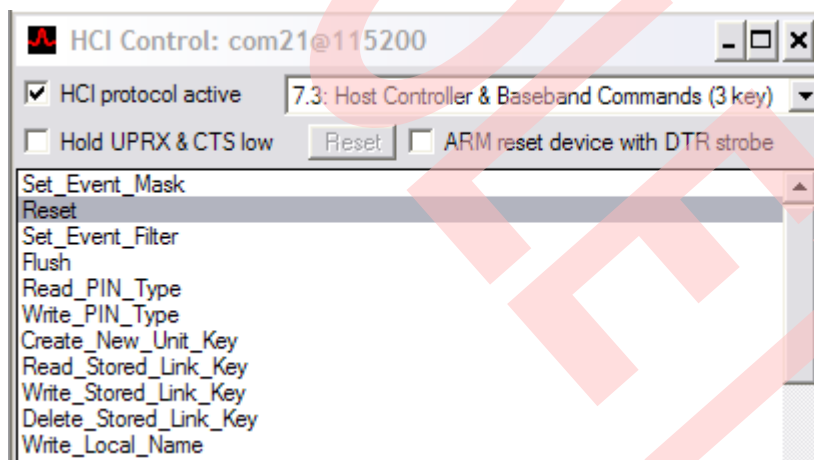 HCI Control: com21@115200
HCI protocol active 7.3: Host Controller & Baseband Commands (3 key)
Hold UPRX & CTS low Reset ARM reset device with DTR strobe
Set_Event_Mask
Reset
Set_Event_Filter
Flush
Read_PIN_Type
Write_PIN_Type
Create_New_Unit_Key
Read_Stored_Link_Key
Write_Stored_Link_Key
Delete_Stored_Link_Key
Write_Local_Name